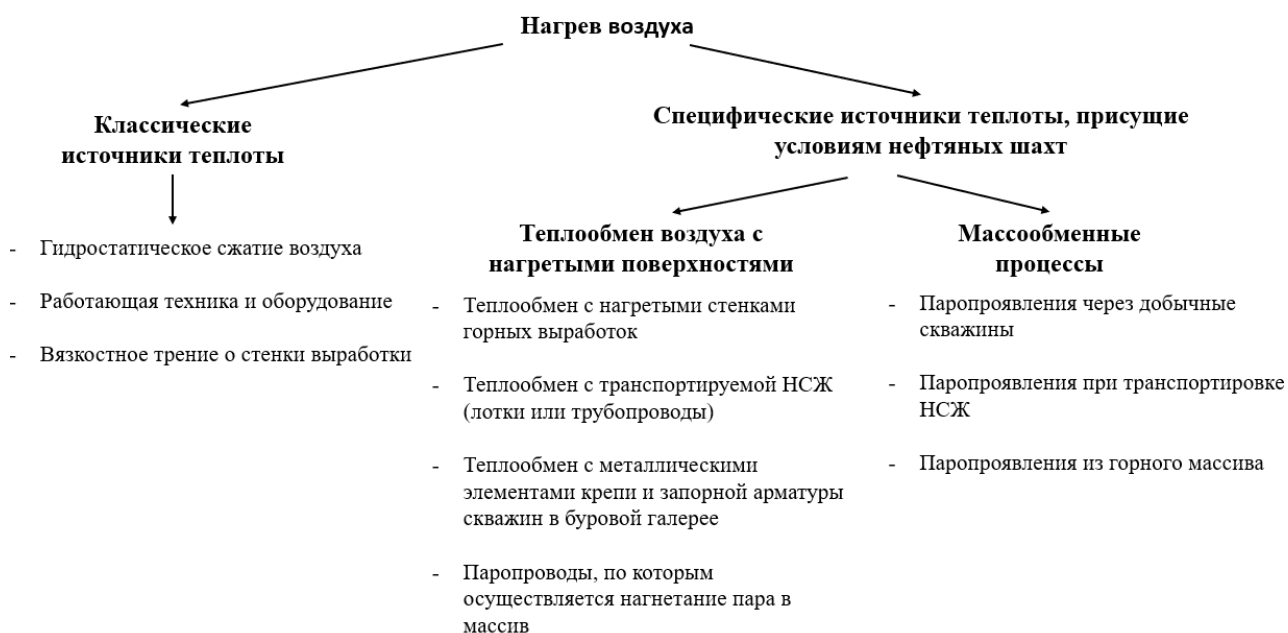 Нагрев воздуха
Классические
источники теплоты
Специфические источники теплоты, присущие
условиям нефтяных шахт
- Гидростатическое сжатие воздуха
- Работающая техника и оборудование
- Вязкостное трение о стенки выработки
Теплообмен воздуха с
нагретыми поверхностями
- Теплообмен с нагретыми стенками
горных выработок
- Теплообмен с транспортируемой НСЖ
(лотки или трубопроводы)
- Теплообмен с металлическими
элементами крепи и запорной арматуры
скважин в буровой галерее
- Паропроводы, по которым
осуществляется нагнетание пара в
массив
Массообменные
процессы
- Паропроявления через добычные
скважины
- Паропроявления при транспортировке
НСЖ
- Паропроявления из горного массива